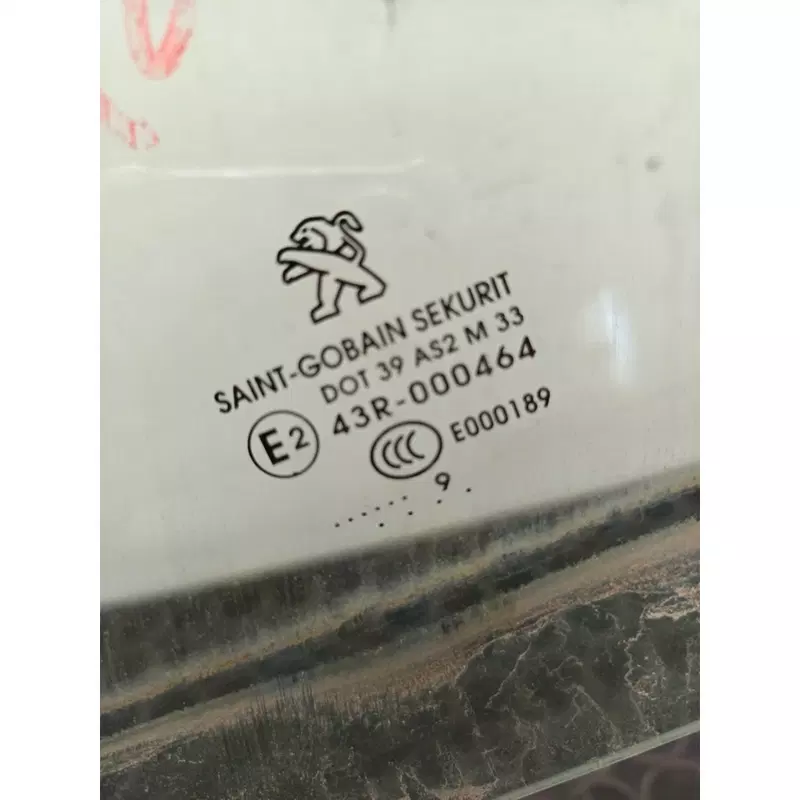 SAINT-GOBAIN SEKURIT
DOT 39 AS2 M 33
E2 43R-000464
CCC E000189
...... 9 . . .